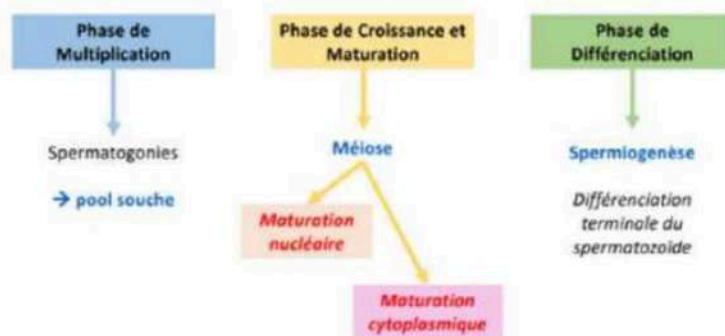 Phase de
Multiplication
Spermatogonies
→ pool souche
Phase de Croissance et
Maturation
Méiose
Maturation
nucléaire
Maturation
cytoplasmique
Phase de
Différenciation
Spermiogenèse
Différenciation
terminale du
spermatozoïde